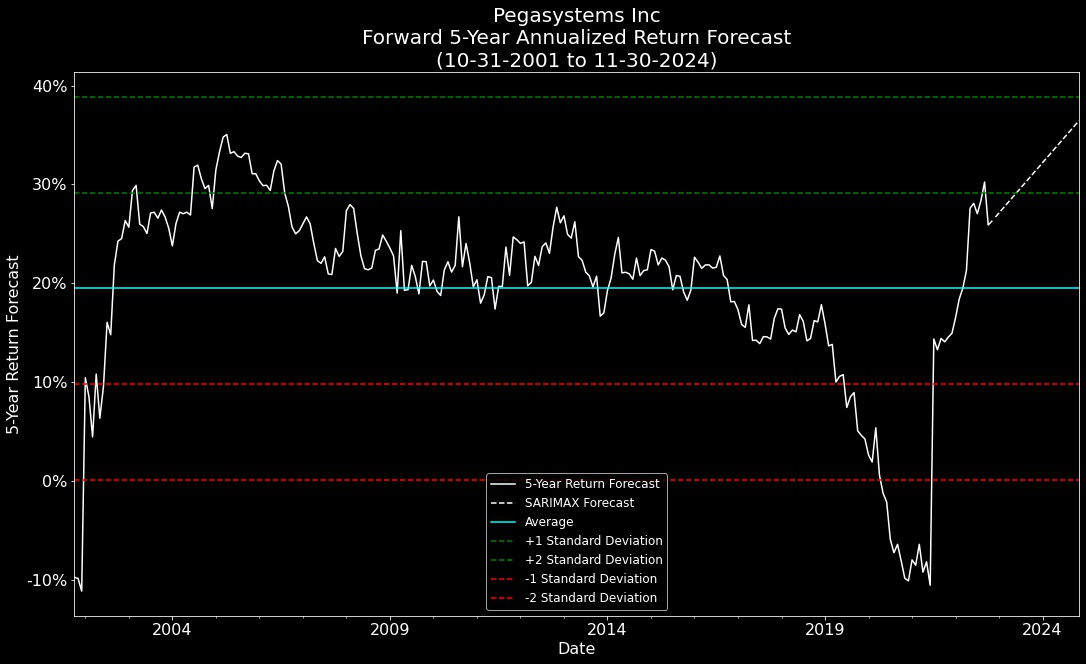 Pegasystems Inc
Forward 5-Year Annualized Return Forecast
(10-31-2001 to 11-30-2024)
40%
30%
20%
10%
0%
-10%
5-Year Return Forecast
5-Year Return Forecast
SARIMAX Forecast
Average
+1 Standard Deviation
+2 Standard Deviation
-1 Standard Deviation
-2 Standard Deviation
2004
2009
2014
2019
2024
Date